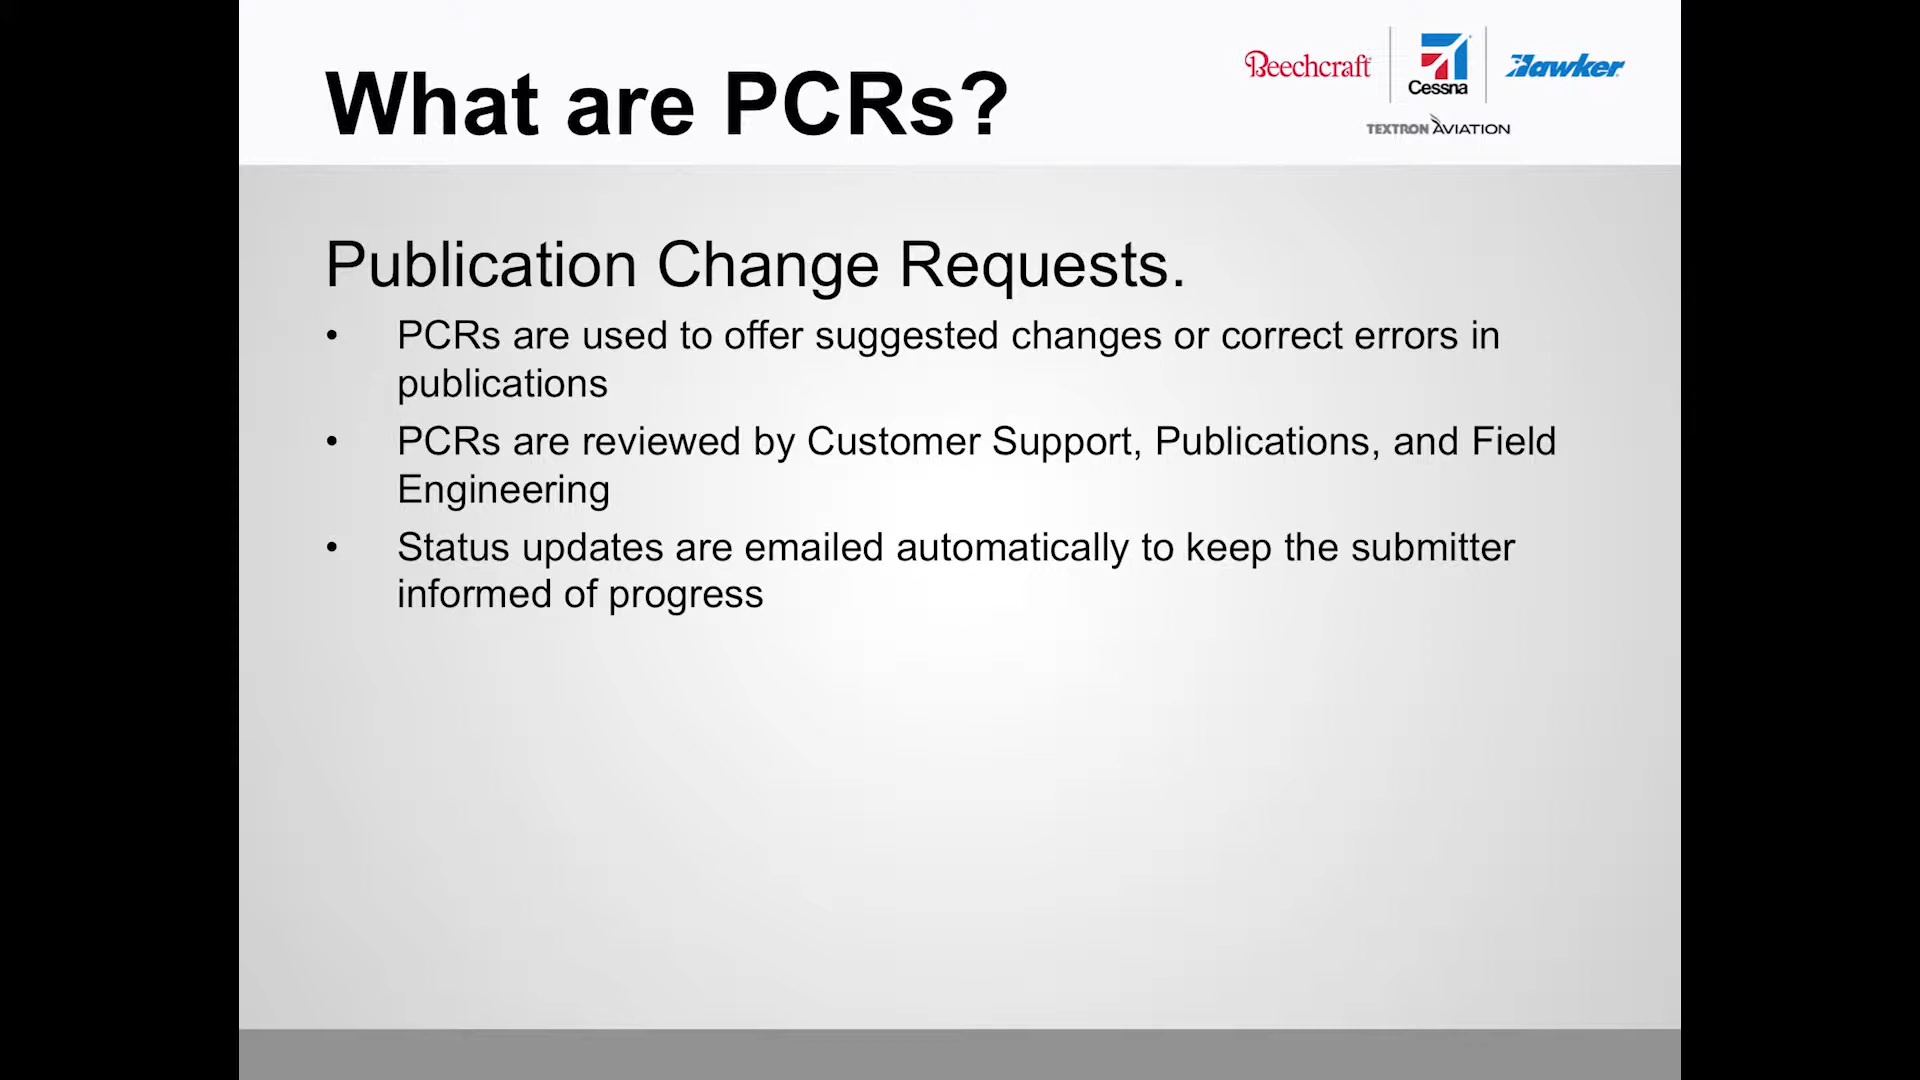 What are PCRs?
Beechcraft
Cessna
Hawker
TEXTRON AVIATION
Publication Change Requests.
• PCRs are used to offer suggested changes or correct errors in
publications
• PCRs are reviewed by Customer Support, Publications, and Field
Engineering
• Status updates are emailed automatically to keep the submitter
informed of progress